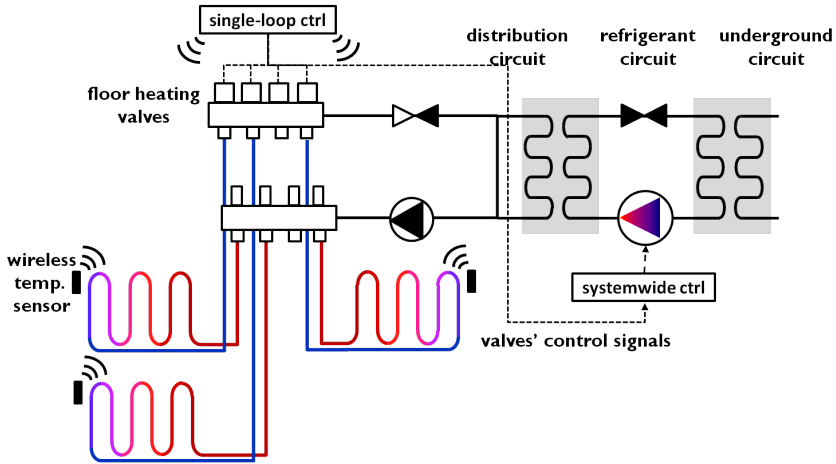 single-loop ctrl
distribution
circuit
refrigerant
circuit
underground
circuit
floor heating
valves
wireless
temp.
sensor
systemwide ctrl
valves' control signals